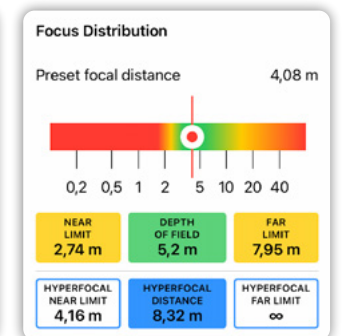 Focus Distribution
Preset focal distance 4,08 m
0,2 0,5 1 2 5 10 20 40
NEAR LIMIT 2,74 m
DEPTH OF FIELD 5,2 m
FAR LIMIT 7,95 m
HYPERFOCAL NEAR LIMIT 4,16 m
HYPERFOCAL DISTANCE 8,32 m
HYPERFOCAL FAR LIMIT ∞